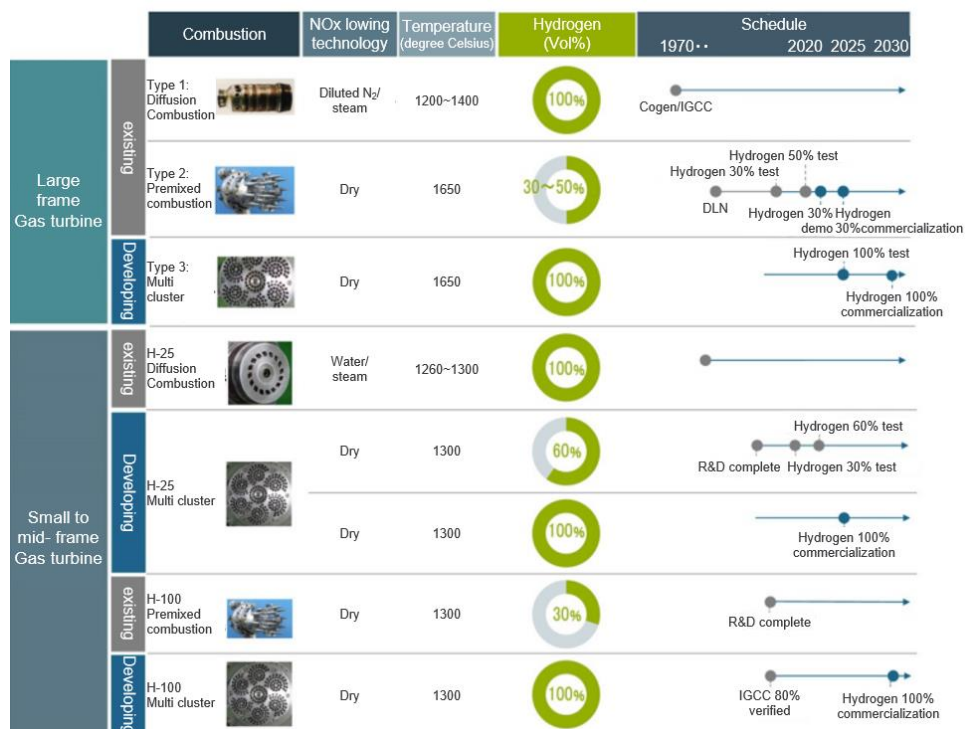 Combustion
NOx lowing
technology
Temperature
(degree Celsius)
Hydrogen
(Vol%)
Schedule
1970·· 2020 2025 2030
Large
frame
Gas turbine
existing
Type 1:
Diffusion
Combustion
Diluted N₂/
steam
1200~1400
100%
Cogen/IGCC
Type 2:
Premixed
combustion
Dry
1650
30~50%
Hydrogen 50% test
Hydrogen 30% test
DLN
Hydrogen 30%
demo
Hydrogen
30%commercialization
Developing
Type 3:
Multi
cluster
Dry
1650
100%
Hydrogen 100% test
Hydrogen 100%
commercialization
Small to
mid- frame
Gas turbine
existing
H-25
Diffusion
Combustion
Water/
steam
1260~1300
100%
Developing
H-25
Multi cluster
Dry
1300
60%
Hydrogen 60% test
R&D complete
Hydrogen 30% test
Dry
1300
100%
Hydrogen 100%
commercialization
existing
H-100
Premixed
combustion
Dry
1300
30%
R&D complete
Developing
H-100
Multi cluster
Dry
1300
100%
IGCC 80%
verified
Hydrogen 100%
commercialization